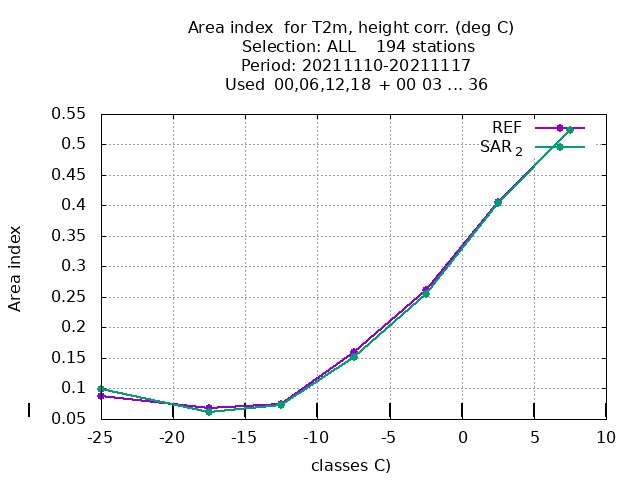 Area index  for T2m, height corr. (deg C)
Selection: ALL    194 stations
Period: 20211110-20211117
Used  00,06,12,18 + 00 03 ... 36
0.55
0.5
0.45
0.4
0.35
0.3
0.25
0.2
0.15
0.1
0.05
REF
SAR 2
Area index
-25 -20 -15 -10 -5 0 5 10
classes C)